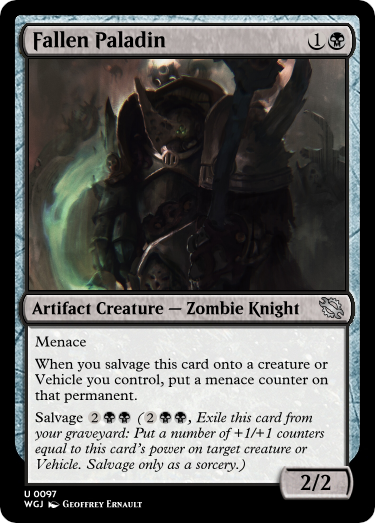 Fallen Paladin 1
Artifact Creature — Zombie Knight
Menace
When you salvage this card onto a creature or
Vehicle you control, put a menace counter on
that permanent.
Salvage 2 (2, Exile this card from
your graveyard: Put a number of +1/+1 counters
equal to this card's power on target creature or
Vehicle. Salvage only as a sorcery.)
2/2
U 0097
WGJ Geoffrey Ernault